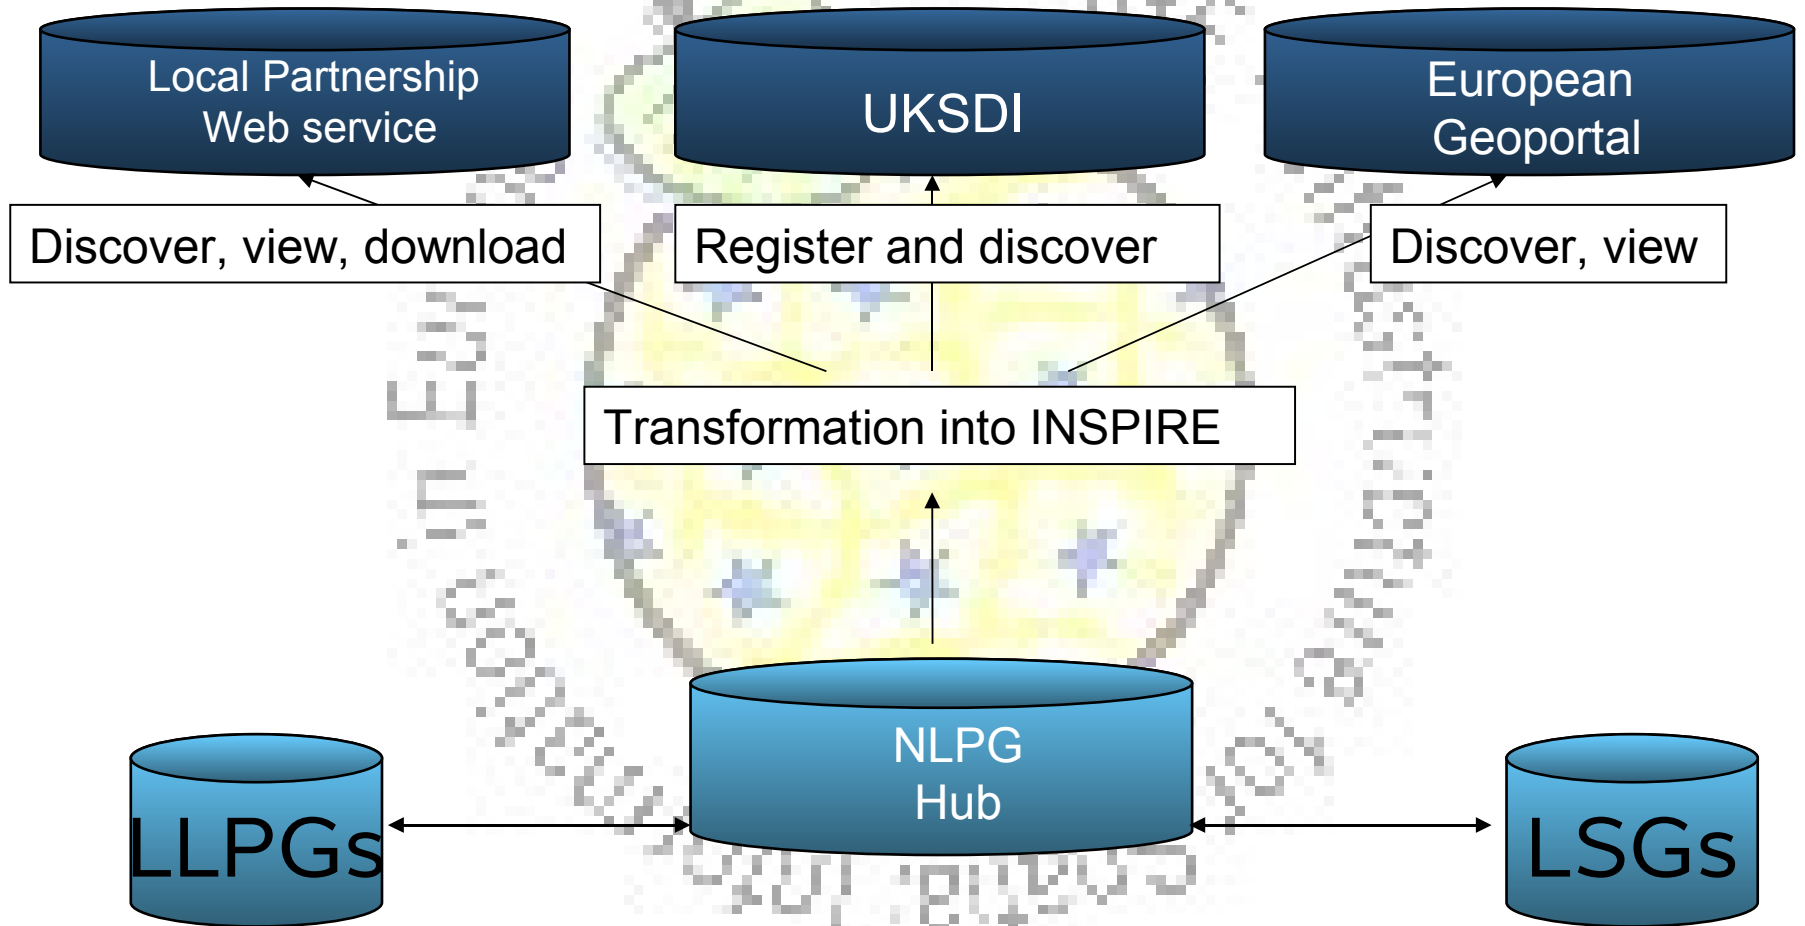 Local Partnership
Web service
UKSDI
European
Geoportal
Discover, view, download
Register and discover
Discover, view
Transformation into INSPIRE
NLPG
Hub
LLPGs
LSGs
in